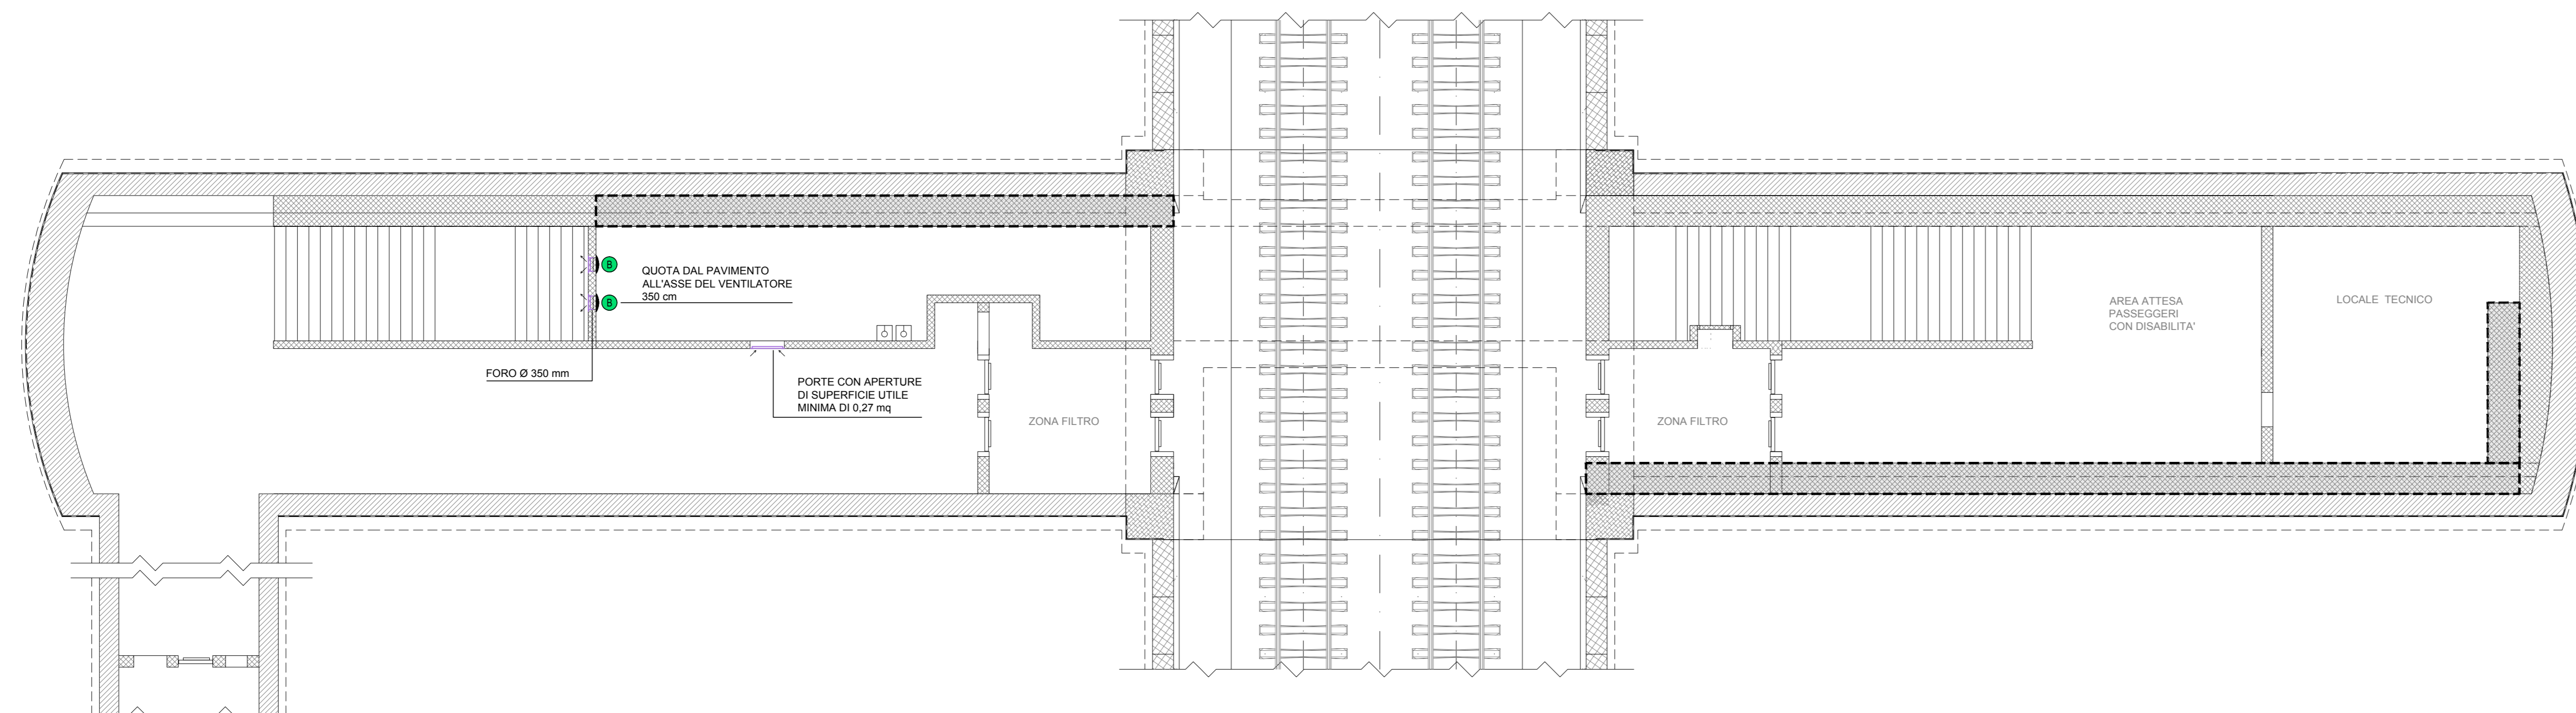 B
B
QUOTA DAL PAVIMENTO
ALL'ASSE DEL VENTILATORE
350 cm
FORO Ø 350 mm
PORTE CON APERTURE
DI SUPERFICIE UTILE
MINIMA DI 0,27 mq
ZONA FILTRO
ZONA FILTRO
AREA ATTESA
PASSEGGERI
CON DISABILITA'
LOCALE TECNICO